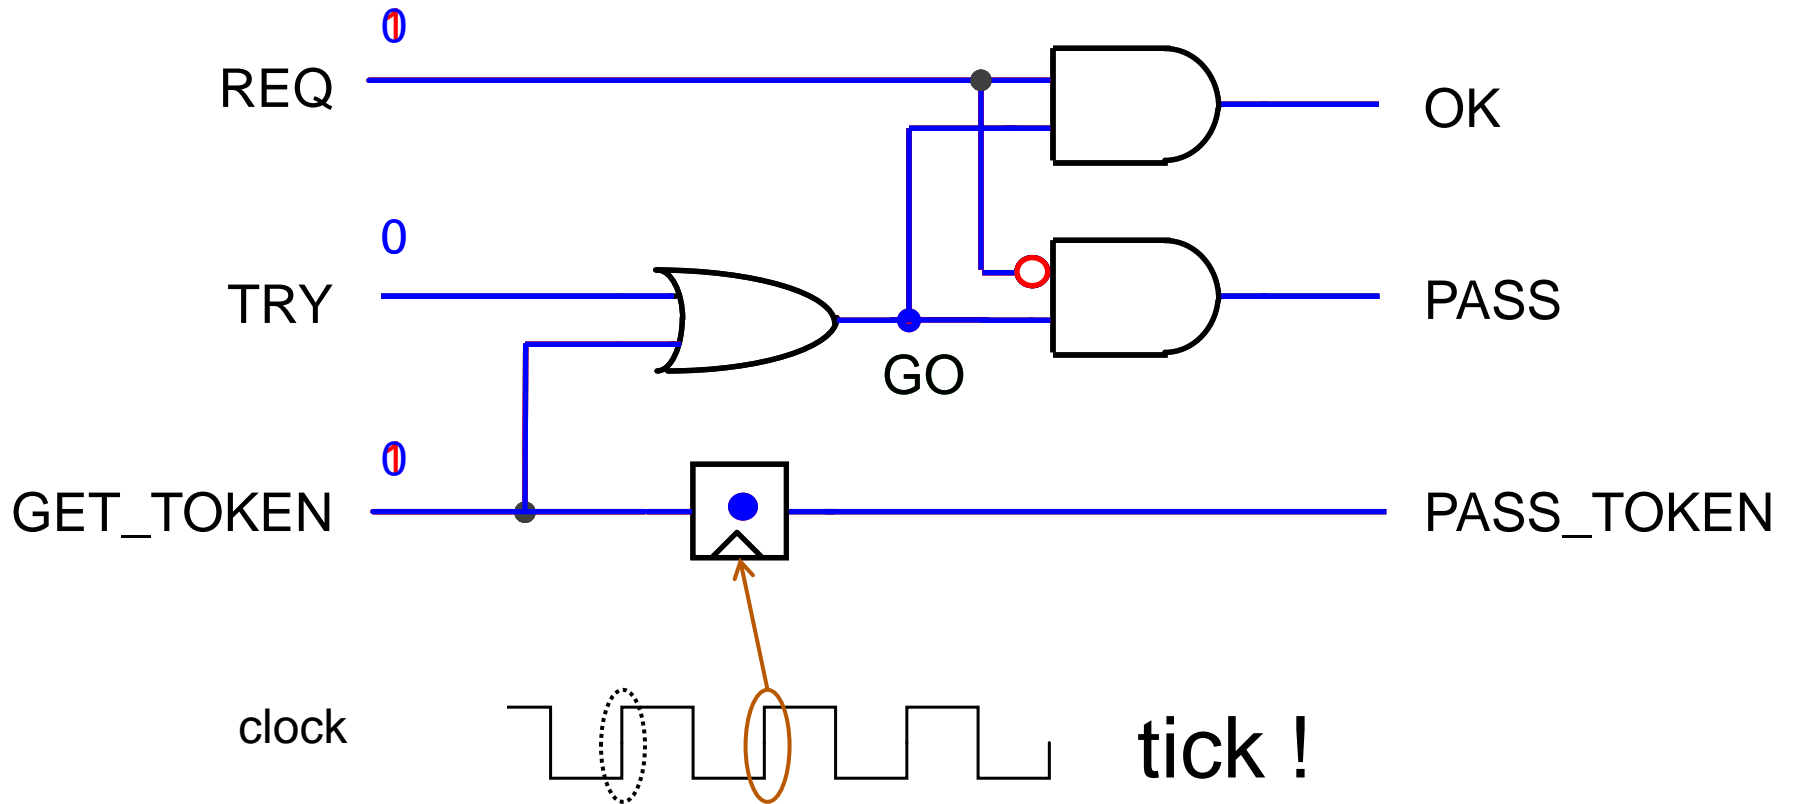 0
REQ
OK
0
TRY
PASS
GO
0
GET_TOKEN
PASS_TOKEN
clock
tick !